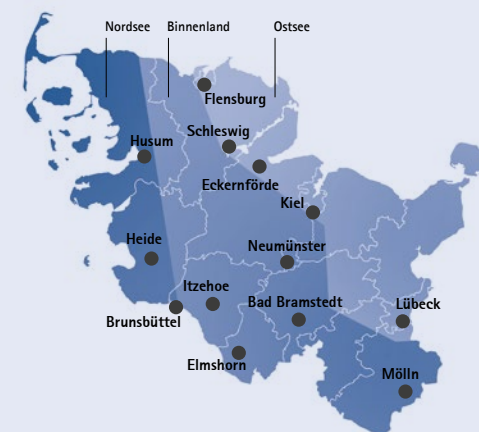 Nordsee
Binnenland
Ostsee
Flensburg
Schleswig
Husum
Eckernförde
Kiel
Heide
Neumünster
Itzehoe
Bad Bramstedt
Lübeck
Brunsbüttel
Elmshorn
Mölln